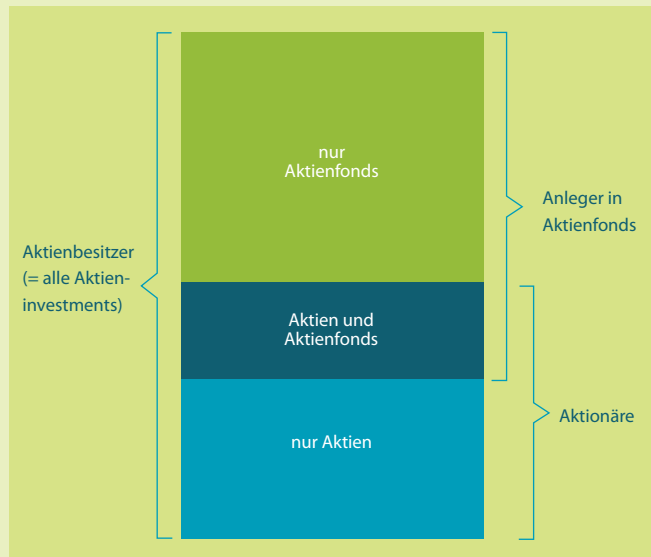 nur
Aktienfonds
Anleger in
Aktienfonds
Aktienbesitzer
(= alle Aktien-
investments)
Aktien und
Aktienfonds
Aktionäre
nur Aktien